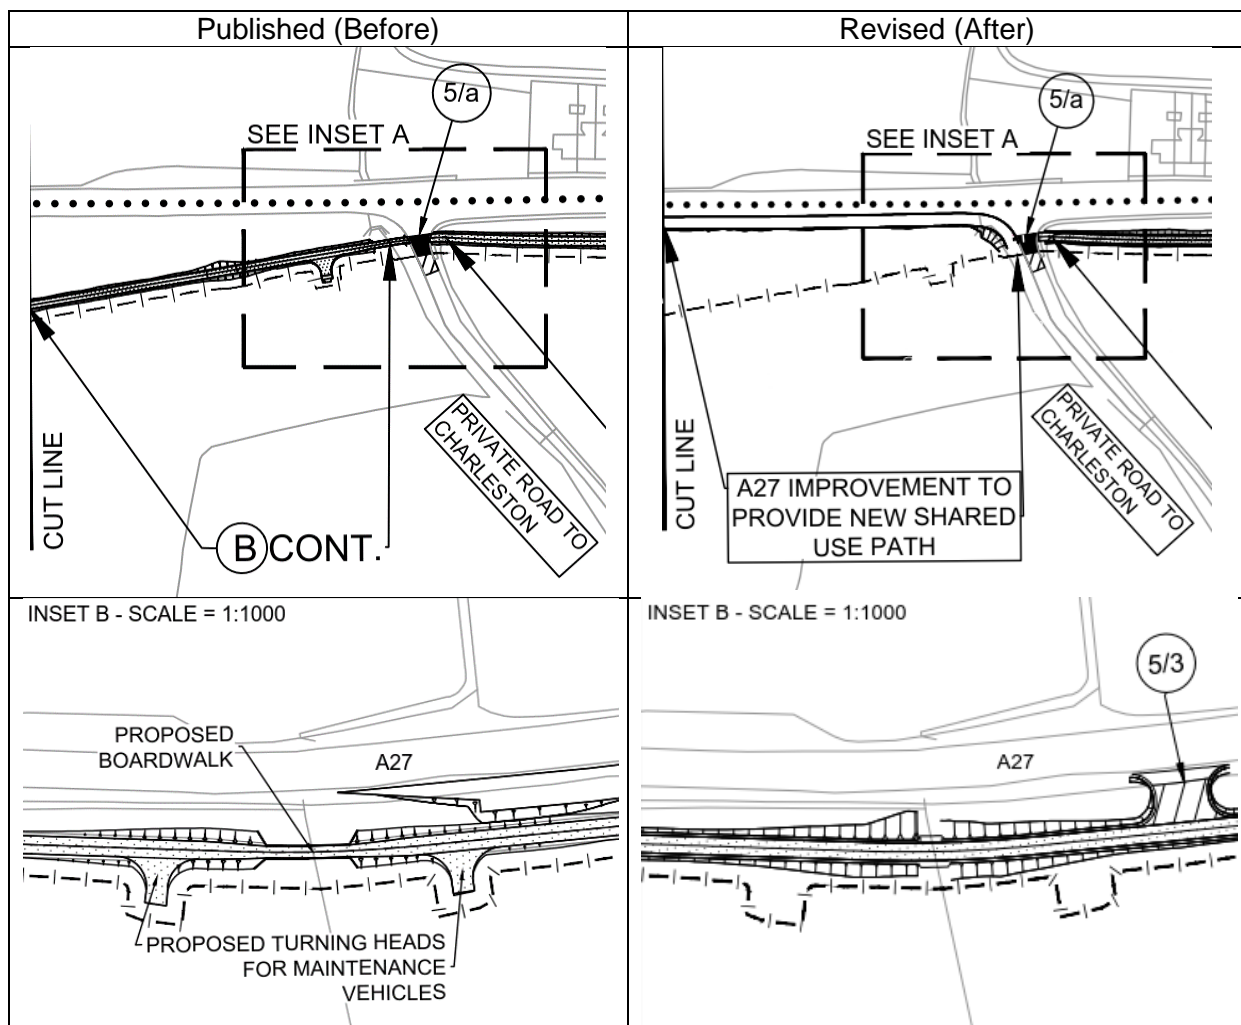 Published (Before)
Revised (After)
5/a
SEE INSET A
CUT LINE
PRIVATE ROAD TO
CHARLESTON
B CONT.
5/a
SEE INSET A
CUT LINE
A27 IMPROVEMENT TO
PROVIDE NEW SHARED
USE PATH
PRIVATE ROAD TO
CHARLESTON
INSET B - SCALE = 1:1000
PROPOSED
BOARDWALK
A27
PROPOSED TURNING HEADS
FOR MAINTENANCE
VEHICLES
INSET B - SCALE = 1:1000
5/3
A27